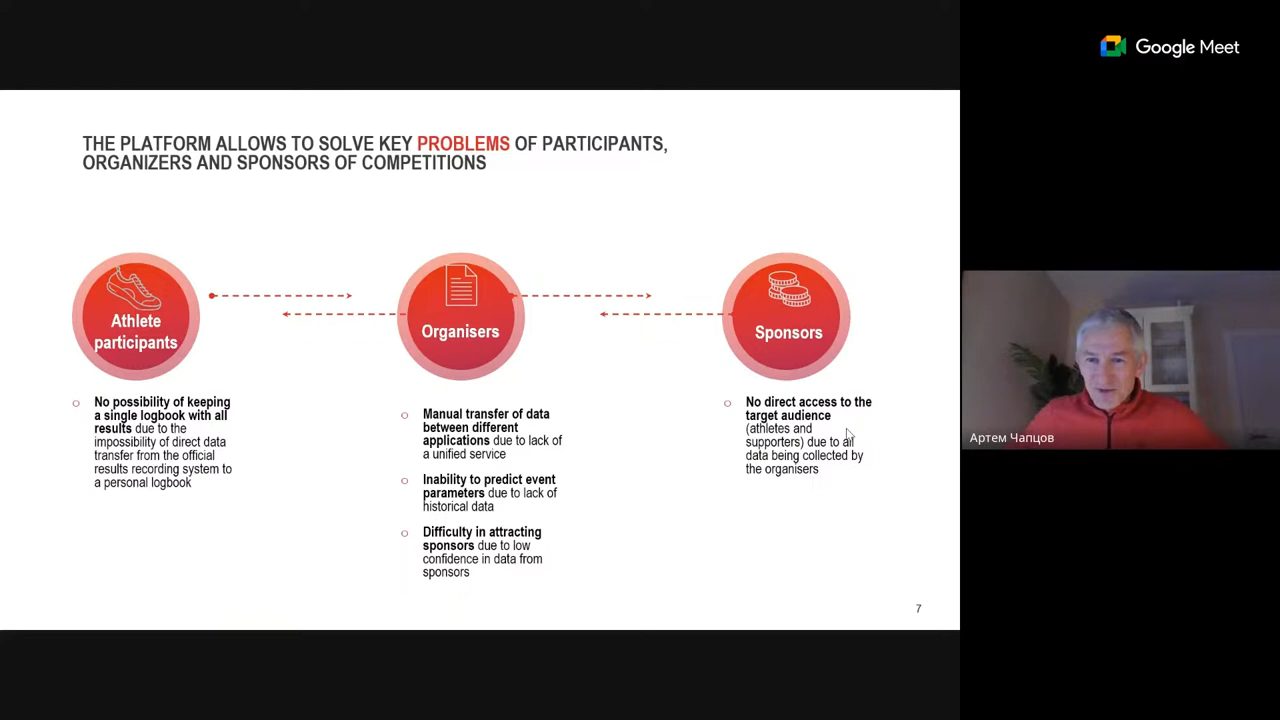 Google Meet
THE PLATFORM ALLOWS TO SOLVE KEY PROBLEMS OF PARTICIPANTS,
ORGANIZERS AND SPONSORS OF COMPETITIONS
Athlete
participants
No possibility of keeping
a single logbook with all
results due to the
impossibility of direct data
transfer from the official
results recording system to
a personal logbook
Organisers
Manual transfer of data
between different
applications due to lack of
a unified service
Inability to predict event
parameters due to lack of
historical data
Difficulty in attracting
sponsors due to low
confidence in data from
sponsors
Sponsors
No direct access to the
target audience
(athletes and
supporters) due to all
data being collected by
the organisers
7
Артем Чапцов